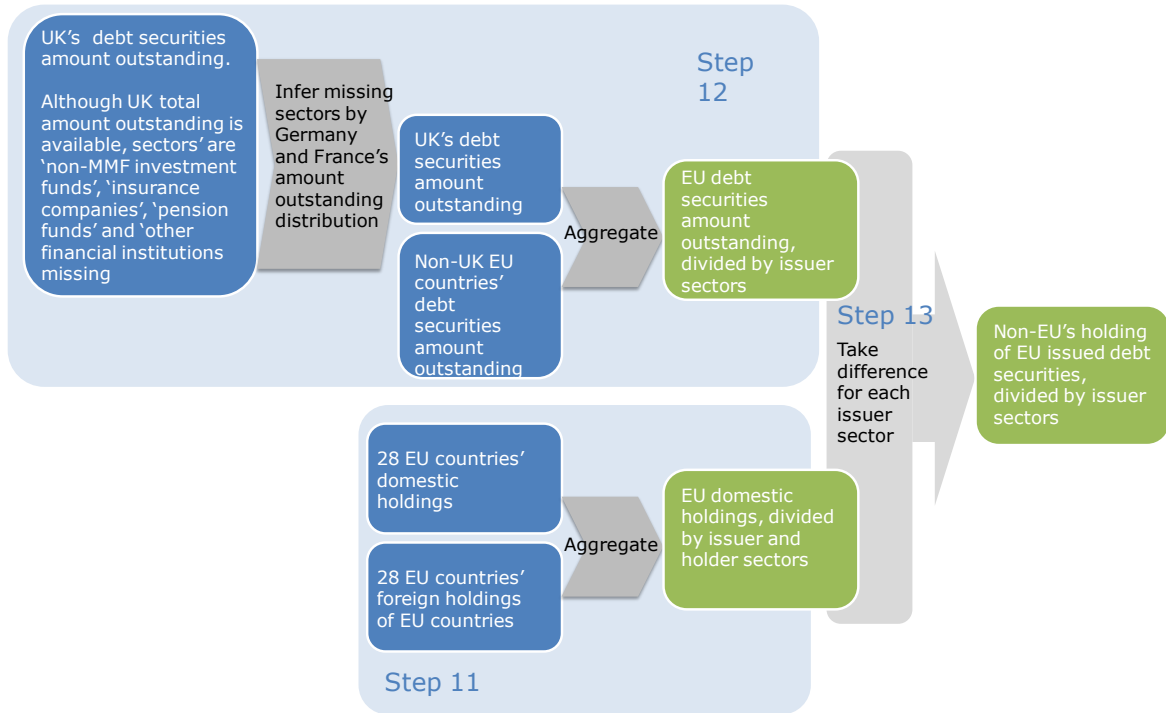 UK's debt securities
amount outstanding.
Although UK total
amount outstanding is
available, sectors' are
'non-MMF investment
funds', 'insurance
companies', 'pension
funds' and 'other
financial institutions
missing
Infer missing
sectors by
Germany
and France's
amount
outstanding
distribution
Step
12
UK's debt
securities
amount
outstanding
Non-UK EU
countries'
debt
securities
amount
outstanding
Aggregate
EU debt
securities
amount
outstanding,
divided by issuer
sectors
Step 13
Take
difference
for each
issuer
sector
Non-EU's holding
of EU issued debt
securities,
divided by issuer
sectors
28 EU countries'
domestic
holdings
28 EU countries'
foreign holdings
of EU countries
Aggregate
EU domestic
holdings, divided
by issuer and
holder sectors
Step 11